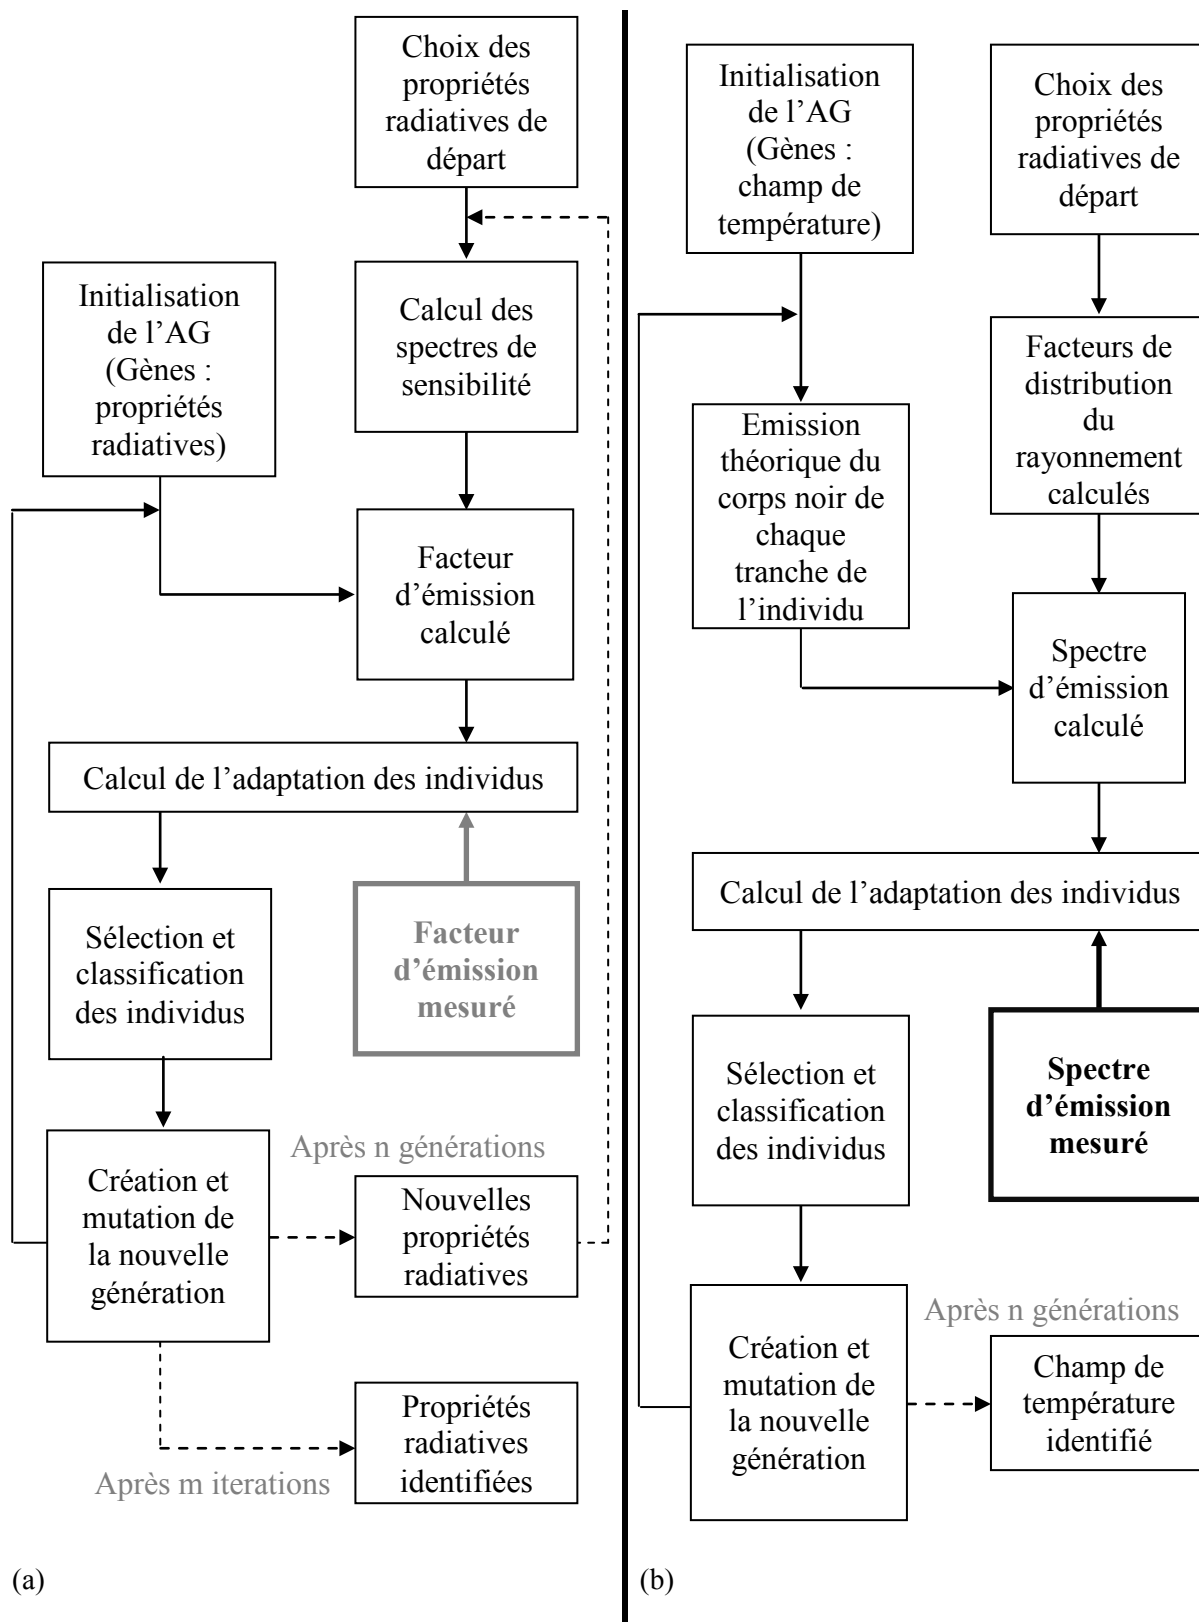 Choix des
propriétés
radiatives de
départ
Initialisation
de l'AG
(Gènes :
propriétés
radiatives)
Calcul des
spectres de
sensibilité
Facteur
d'émission
calculé
Calcul de l'adaptation des individus
Sélection et
classification
des individus
Facteur
d'émission
mesuré
Création et
mutation de
la nouvelle
génération
Après n générations
Nouvelles
propriétés
radiatives
Propriétés
radiatives
identifiées
Après m iterations
(a)
Initialisation
de l'AG
(Gènes :
champ de
température)
Choix des
propriétés
radiatives de
départ
Emission
théorique du
corps noir de
chaque
tranche de
l'individu
Facteurs de
distribution
du
rayonnement
calculés
Spectre
d'émission
calculé
Calcul de l'adaptation des individus
Sélection et
classification
des individus
Spectre
d'émission
mesuré
Création et
mutation de
la nouvelle
génération
Après n générations
Champ de
température
identifié
(b)